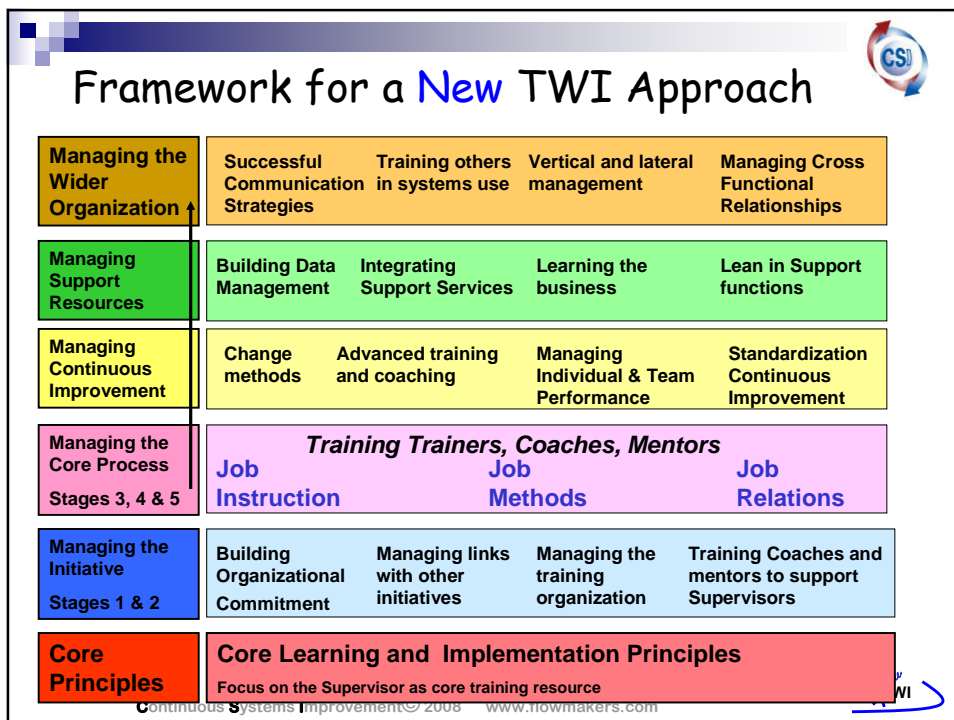 Framework for a New TWI Approach
CSI
Managing the
Wider
Organization
Successful
Communication
Strategies
Training others
in systems use
Vertical and lateral
management
Managing Cross
Functional
Relationships
Managing
Support
Resources
Building Data
Management
Integrating
Support Services
Learning the
business
Lean in Support
functions
Managing
Continuous
Improvement
Change
methods
Advanced training
and coaching
Managing
Individual & Team
Performance
Standardization
Continuous
Improvement
Managing the
Core Process
Stages 3, 4 & 5
Training Trainers, Coaches, Mentors
Job
Instruction
Job
Methods
Job
Relations
Managing the
Initiative
Stages 1 & 2
Building
Organizational
Commitment
Managing links
with other
initiatives
Managing the
training
organization
Training Coaches and
mentors to support
Supervisors
Core
Principles
Core Learning and Implementation Principles
Focus on the Supervisor as core training resource
Continuous Systems Improvement© 2008 www.flowmakers.com
WI